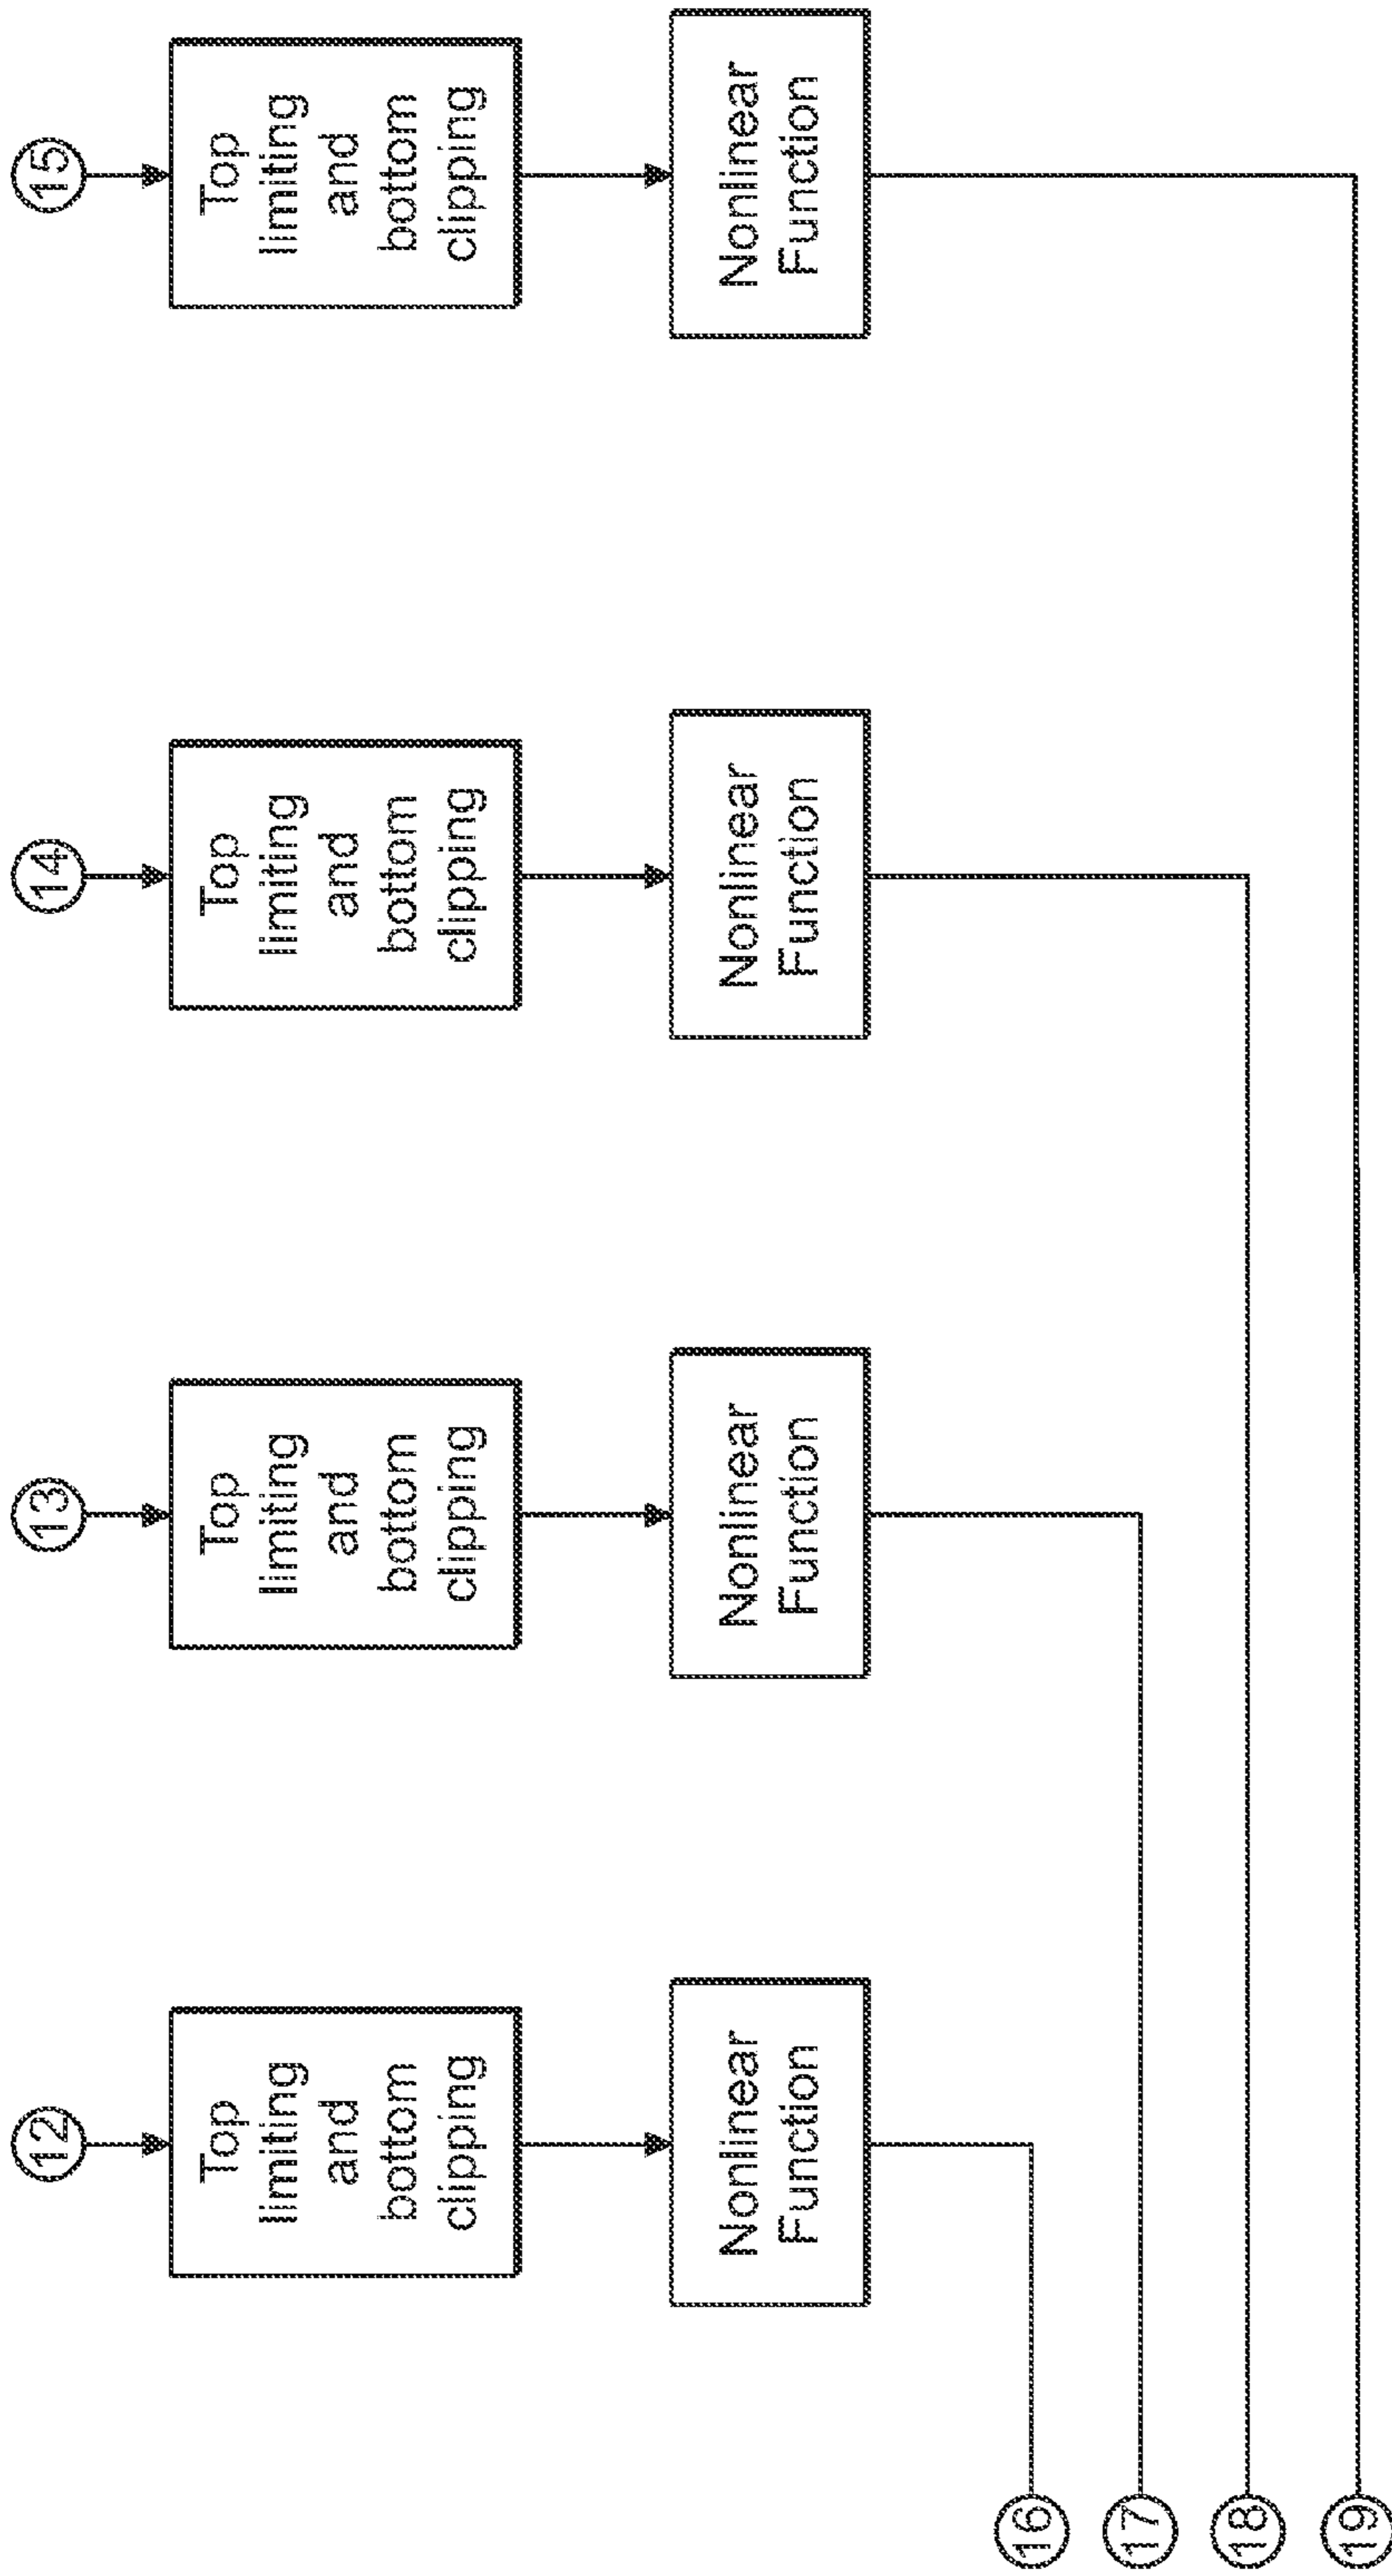 12
13
14
15
Top
limiting
and
bottom
clipping
Top
limiting
and
bottom
clipping
Top
limiting
and
bottom
clipping
Top
limiting
and
bottom
clipping
Nonlinear
Function
Nonlinear
Function
Nonlinear
Function
Nonlinear
Function
16
17
18
19